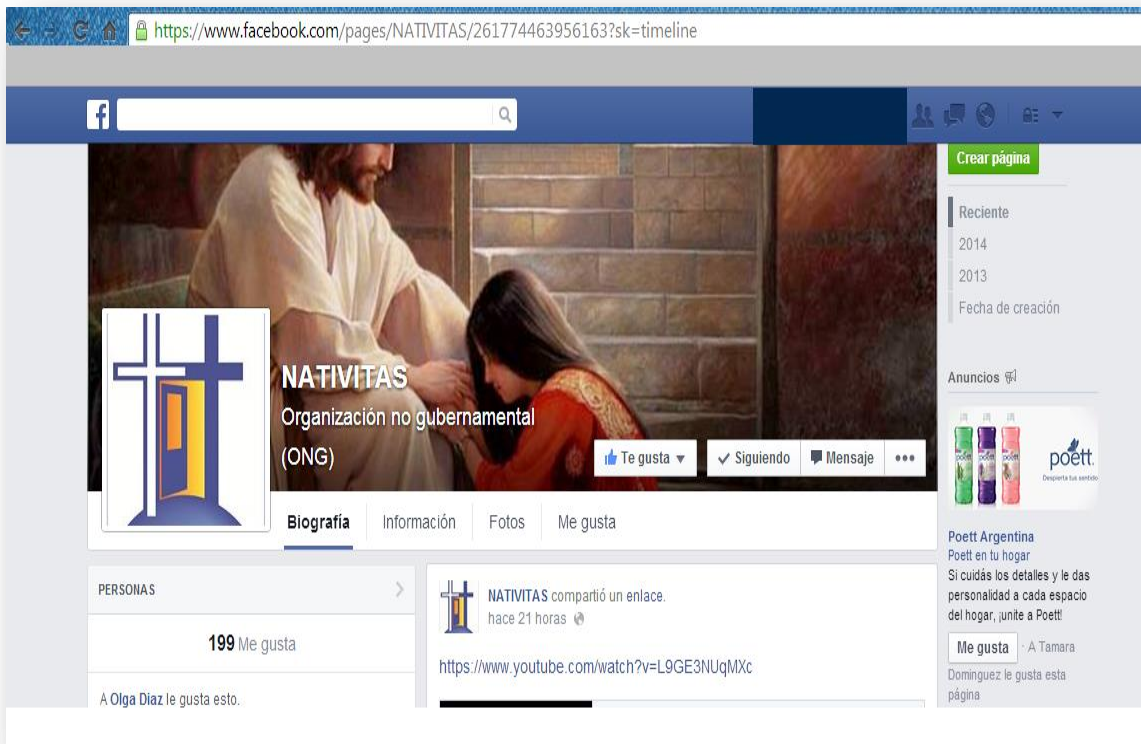 https://www.facebook.com/pages/NATIVITAS/261774463956163?sk=timeline
f
Crear página
Reciente
2014
2013
Fecha de creación
NATIVITAS
Organización no gubernamental
(ONG)
Te gusta
Siguiendo
Mensaje
Biografía
Información
Fotos
Me gusta
PERSONAS
199 Me gusta
A Olga Diaz le gusta esto.
NATIVITAS compartió un enlace.
hace 21 horas
https://www.youtube.com/watch?v=L9GE3NUqMXc
Anuncios
poett.
Despierta tus sentidos
Poett Argentina
Poett en tu hogar
Si cuidás los detalles y le das
personalidad a cada espacio
del hogar, ¡unite a Poett!
Me gusta · A Tamara
Dominguez le gusta esta
página